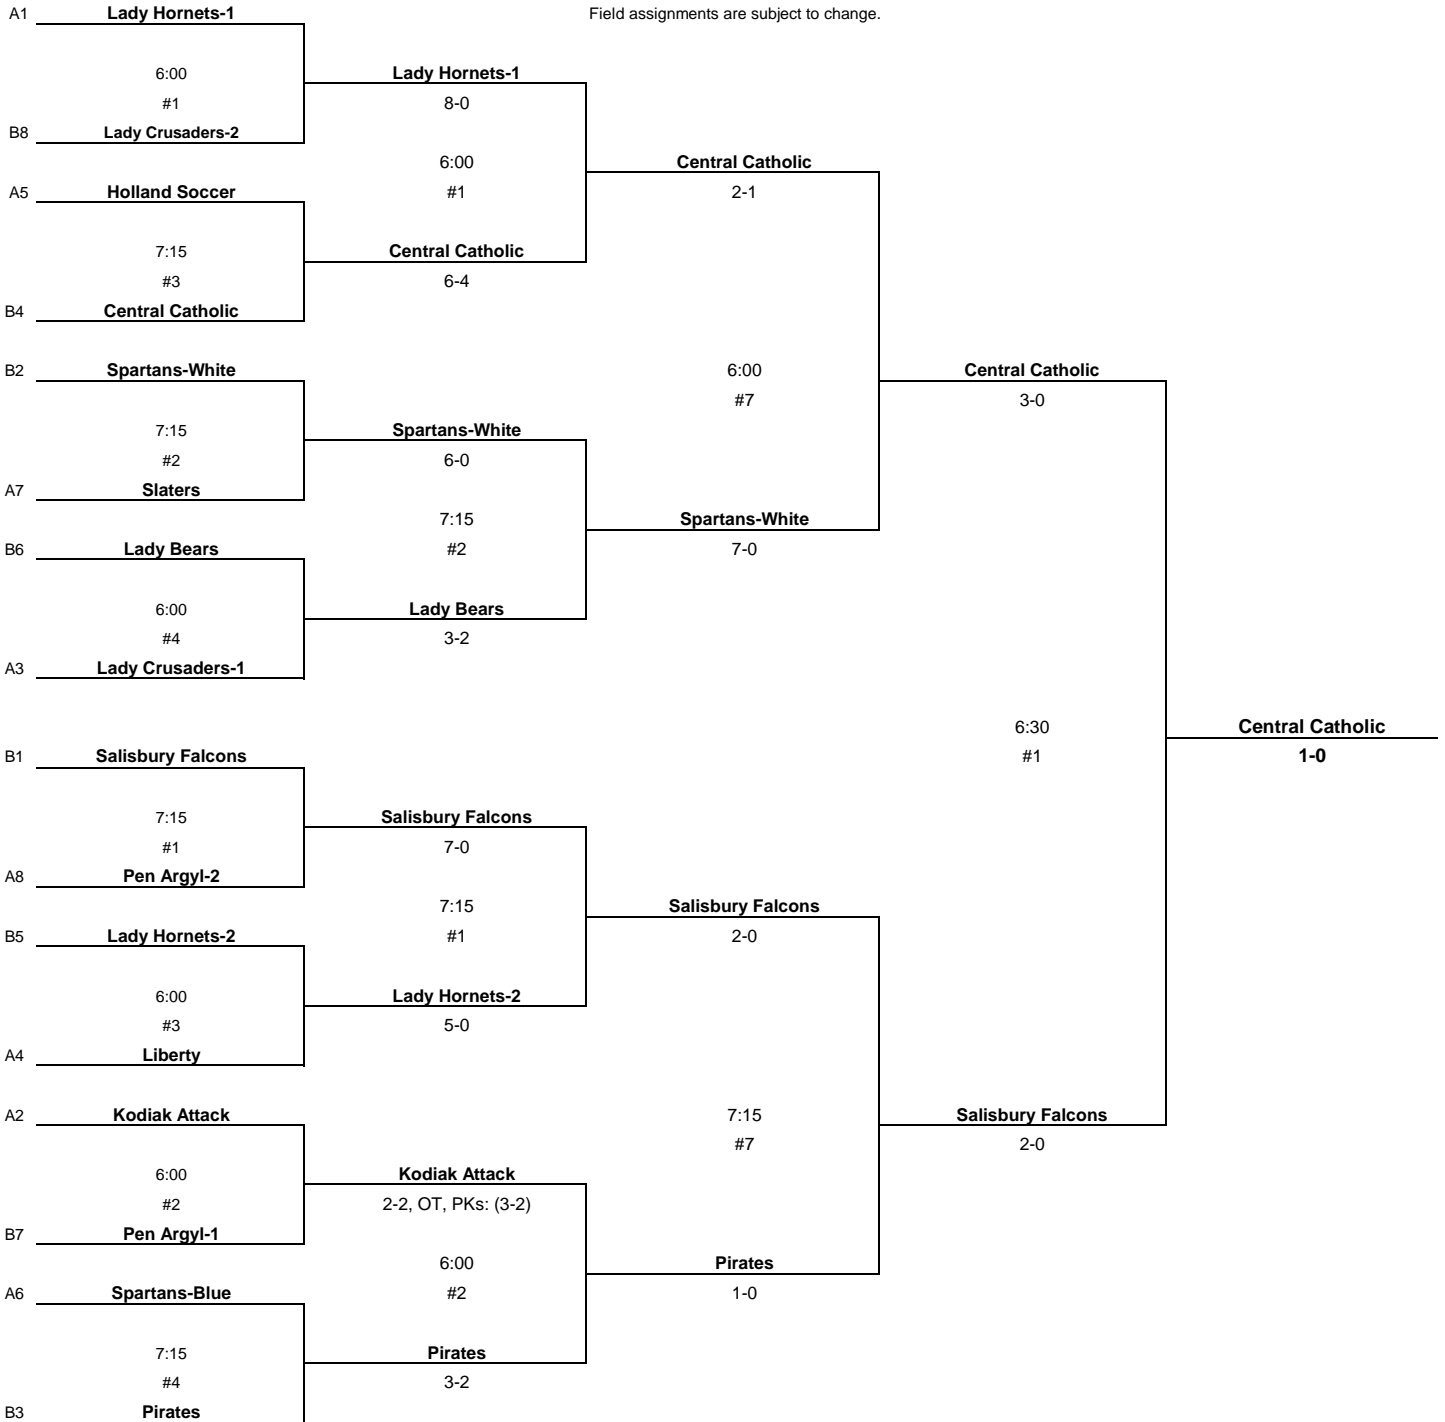 A1 Lady Hornets-1 Field assignments are subject to change.
6:00 Lady Hornets-1
#1 8-0
B8 Lady Crusaders-2
6:00 Central Catholic
A5 Holland Soccer #1 2-1
7:15 Central Catholic
#3 6-4
B4 Central Catholic
B2 Spartans-White 6:00 Central Catholic
#7 3-0
7:15 Spartans-White
#2 6-0
A7 Slaters
7:15 Spartans-White
B6 Lady Bears #2 7-0
6:00 Lady Bears
#4 3-2
A3 Lady Crusaders-1
6:30 Central Catholic
B1 Salisbury Falcons #1 1-0
7:15 Salisbury Falcons
#1 7-0
A8 Pen Argyl-2
7:15 Salisbury Falcons
B5 Lady Hornets-2 #1 2-0
6:00 Lady Hornets-2
#3 5-0
A4 Liberty
A2 Kodiak Attack 7:15 Salisbury Falcons
#7 2-0
6:00 Kodiak Attack
#2 2-2, OT, PKs: (3-2)
B7 Pen Argyl-1
6:00 Pirates
A6 Spartans-Blue #2 1-0
7:15 Pirates
#4 3-2
B3 Pirates